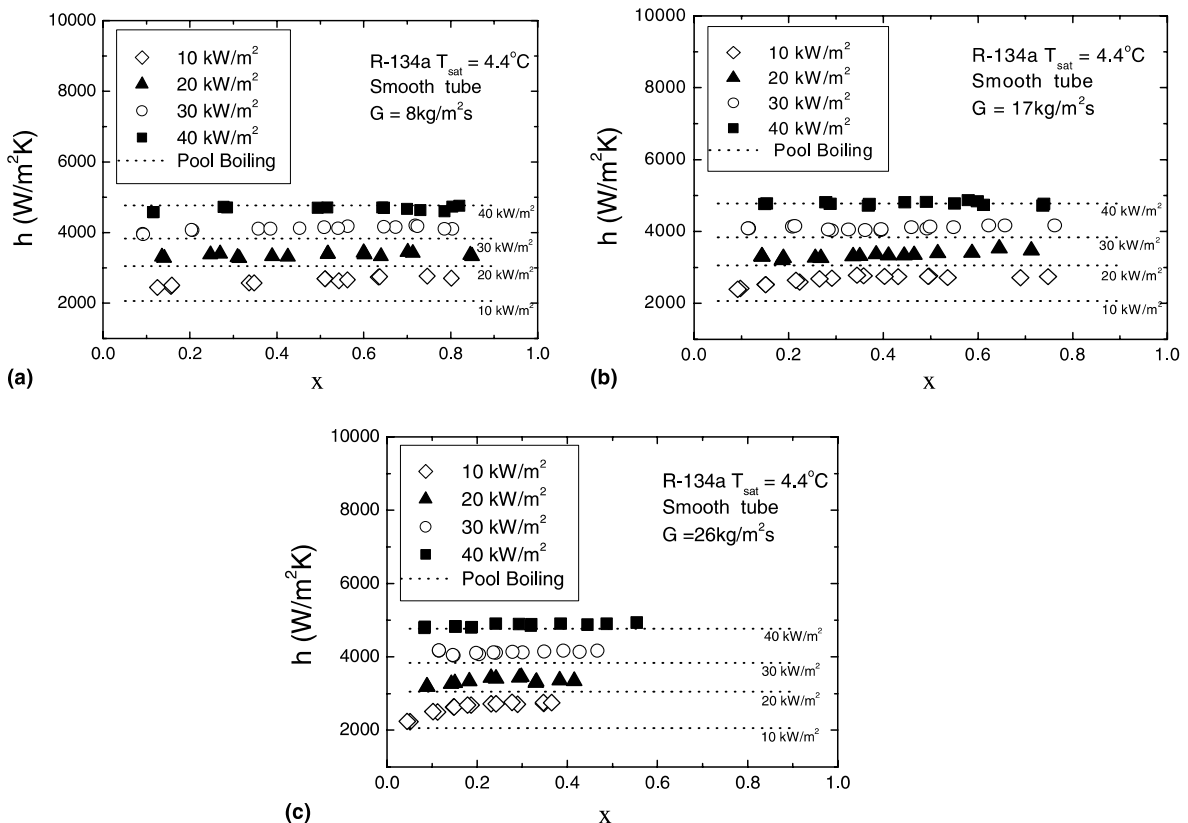 10000
8000
6000
4000
2000
h (W/m²K)
10 kW/m²
20 kW/m²
30 kW/m²
40 kW/m²
Pool Boiling
R-134a T_sat = 4.4°C
Smooth tube
G = 8kg/m²s
40 kW/m²
30 kW/m²
20 kW/m²
10 kW/m²
0.0 0.2 0.4 0.6 0.8 1.0
(a)
x
10000
8000
6000
4000
2000
h (W/m²K)
10 kW/m²
20 kW/m²
30 kW/m²
40 kW/m²
Pool Boiling
R-134a T_sat = 4.4°C
Smooth tube
G = 17kg/m²s
40 kW/m²
30 kW/m²
20 kW/m²
10 kW/m²
0.0 0.2 0.4 0.6 0.8 1.0
(b)
x
10000
8000
6000
4000
2000
h (W/m²K)
10 kW/m²
20 kW/m²
30 kW/m²
40 kW/m²
Pool Boiling
R-134a T_sat = 4.4°C
Smooth tube
G =26kg/m²s
40 kW/m²
30 kW/m²
20 kW/m²
10 kW/m²
0.0 0.2 0.4 0.6 0.8 1.0
(c)
x